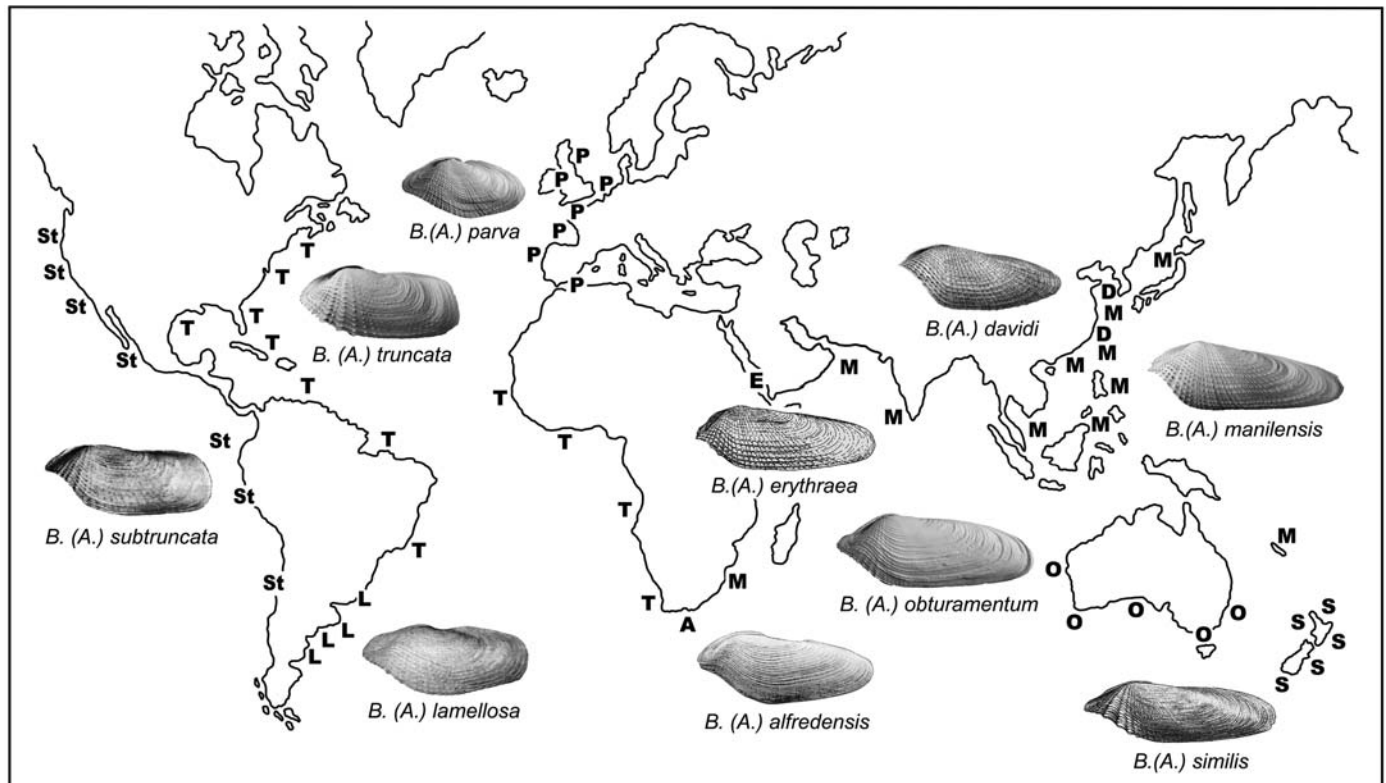 P
P
P
B.(A.) parva
P
St
T
P
P
St
T
M
P
D
St
T
B. (A.) truncata
B.(A.) davidi
M
T
T
D
St
M
T
E
M
M
M
T
M
M
M
B.(A.) manilensis
St
T
T
B.(A.) erythraea
St
B. (A.) subtruncata
T
T
M
O
St
M
L
T
B. (A.) obturamentum
O
O
A
O
O
S
S
L
L
L
S
S
S
B. (A.) lamellosa
B. (A.) alfredensis
B.(A.) similis